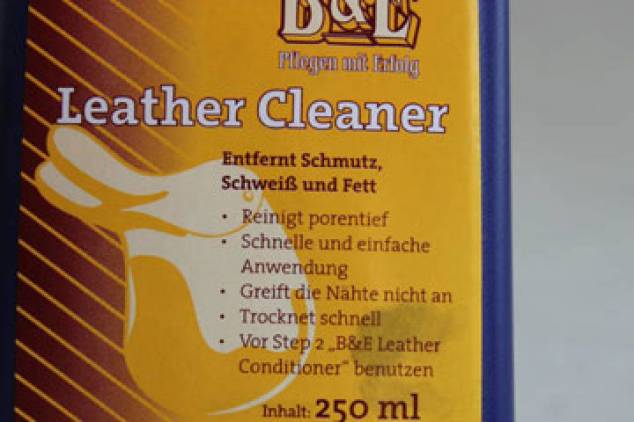 B&E
Pflegen mit Erfolg
Leather Cleaner
Entfernt Schmutz,
Schweiß und Fett
• Reinigt porentief
• Schnelle und einfache
Anwendung
• Greift die Nähte nicht an
• Trocknet schnell
• Vor Step 2 „B&E Leather
Conditioner“ benutzen
Inhalt: 250 ml